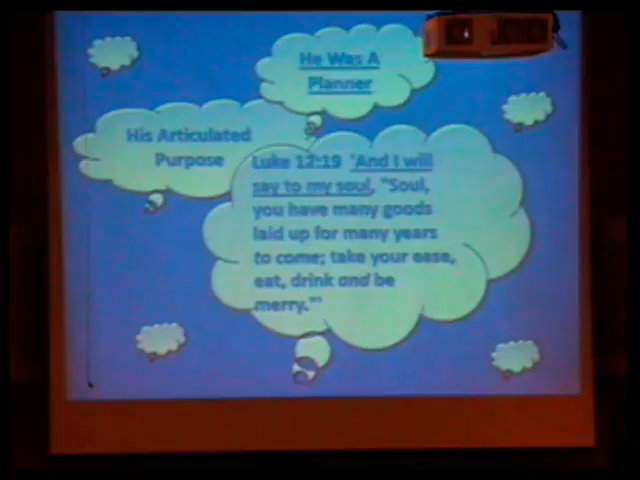 He Was A
Planner
His Articulated
Purpose
Luke 12:19 'And I will
say to my soul, "Soul,
you have many goods
laid up for many years
to come; take your ease,
eat, drink and be
merry."'